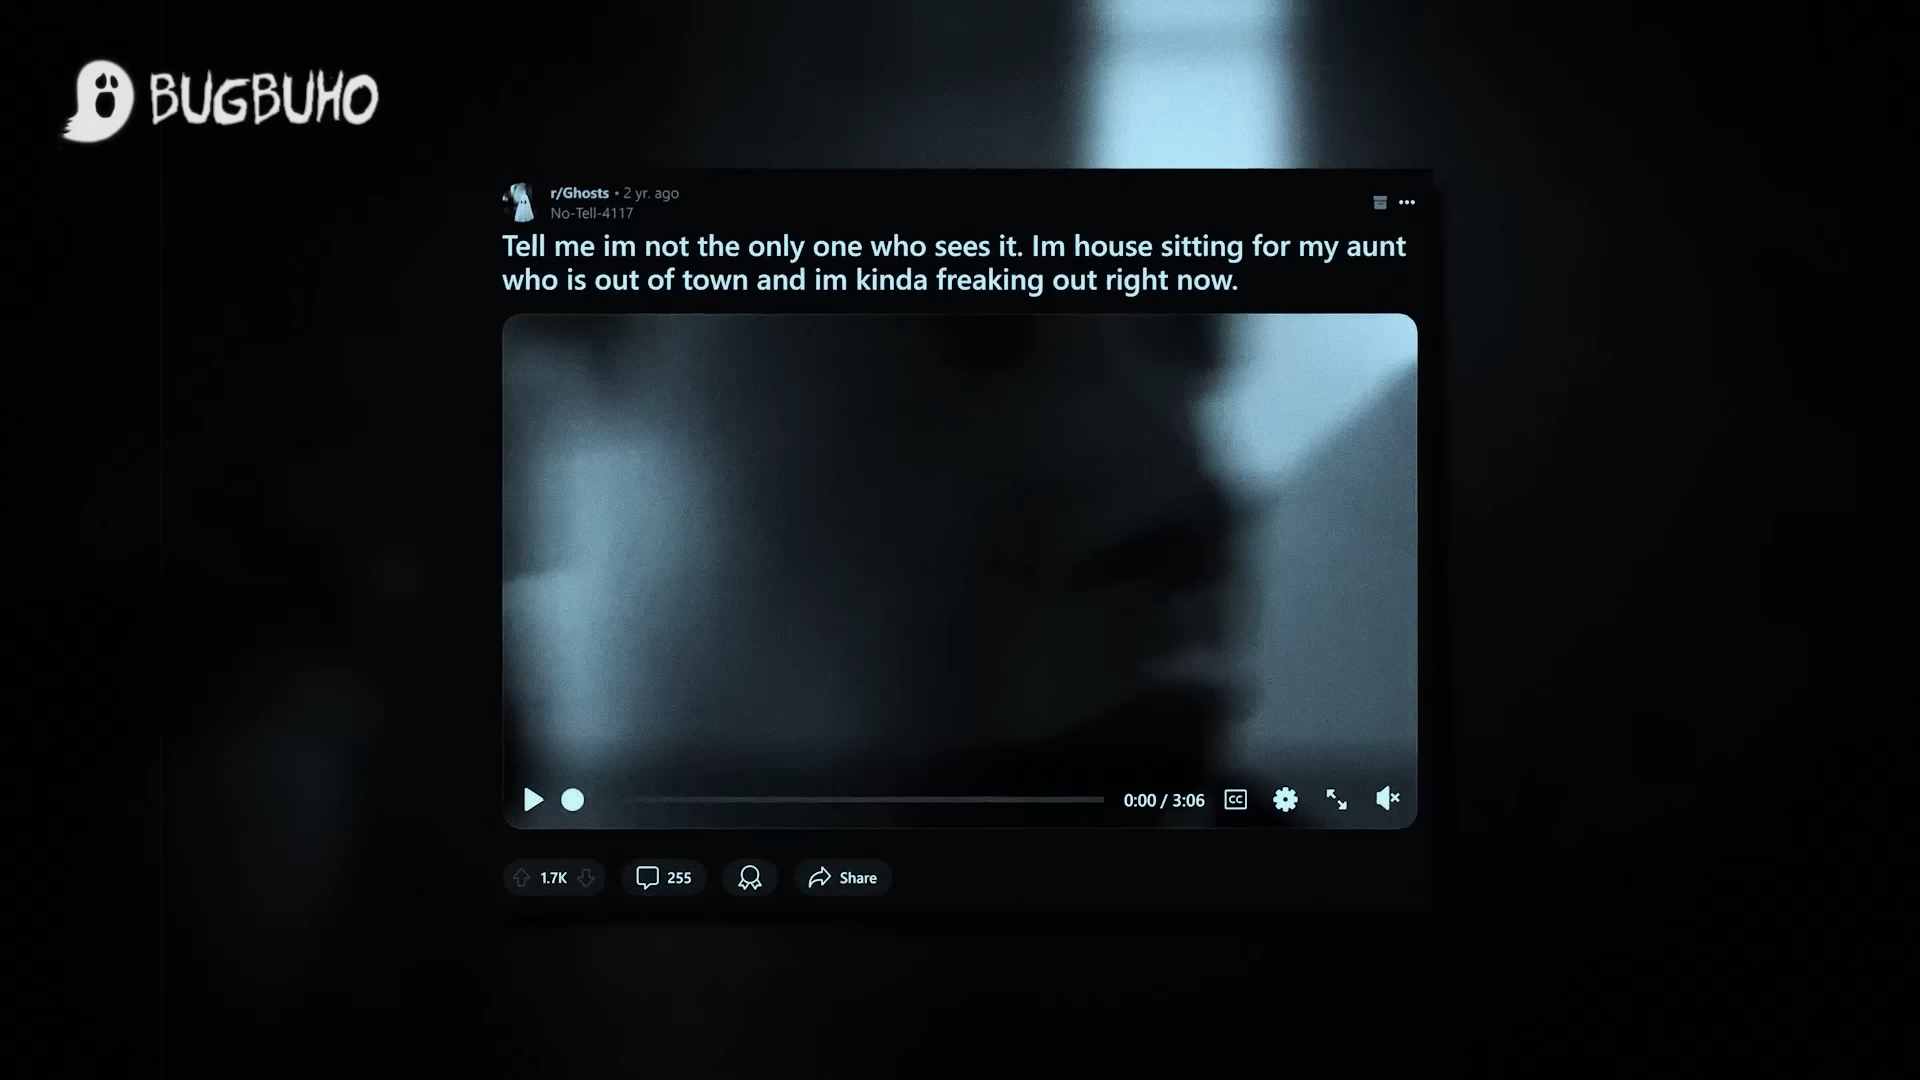 BUGBUHO
r/Ghosts • 2 yr. ago
No-Tell-4117
Tell me im not the only one who sees it. Im house sitting for my aunt
who is out of town and im kinda freaking out right now.
0:00 / 3:06
CC
1.7K
255
Share